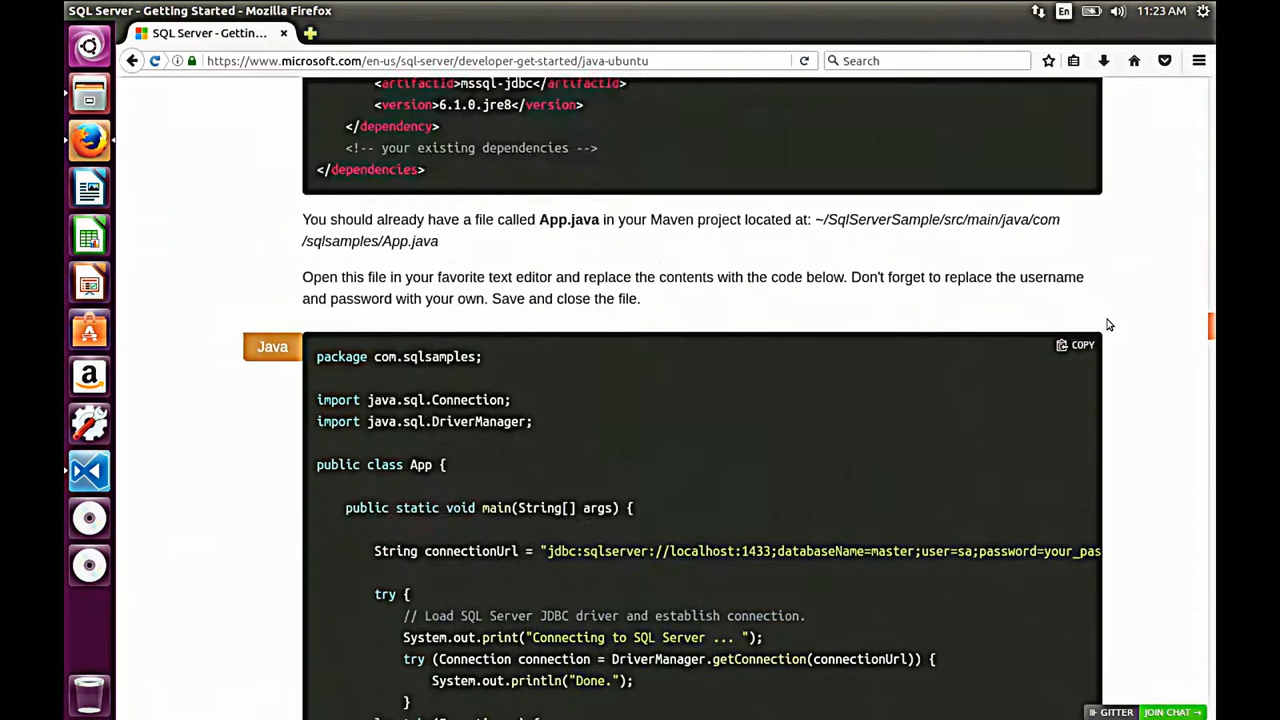 SQL Server - Getting Started - Mozilla Firefox
En
11:23 AM
SQL Server - Gettin...
https://www.microsoft.com/en-us/sql-server/developer-get-started/java-ubuntu
Search
<artifactId>mssql-jdbc</artifactId>
<version>6.1.0.jre8</version>
</dependency>
<!-- your existing dependencies -->
</dependencies>
You should already have a file called App.java in your Maven project located at: ~/SqlServerSample/src/main/java/com
/sqlsamples/App.java
Open this file in your favorite text editor and replace the contents with the code below. Don't forget to replace the username
and password with your own. Save and close the file.
Java
COPY
package com.sqlsamples;
import java.sql.Connection;
import java.sql.DriverManager;
public class App {
public static void main(String[] args) {
String connectionUrl = "jdbc:sqlserver://localhost:1433;databaseName=master;user=sa;password=your_pas
try {
// Load SQL Server JDBC driver and establish connection.
System.out.print("Connecting to SQL Server ... ");
try (Connection connection = DriverManager.getConnection(connectionUrl)) {
System.out.println("Done.");
}
GITTER
JOIN CHAT →